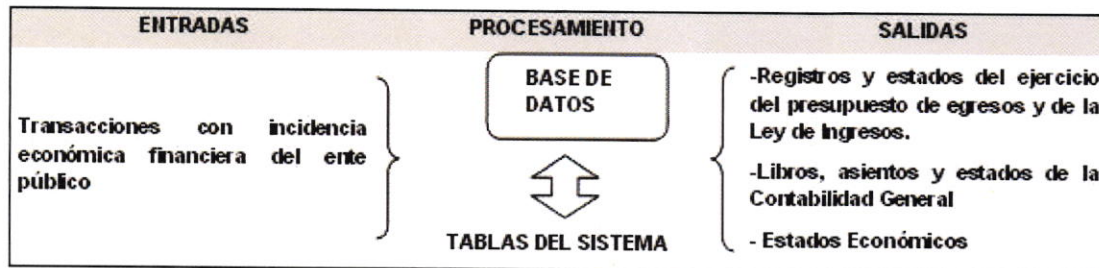 ENTRADAS PROCESAMIENTO SALIDAS
Transacciones con incidencia
económica financiera del ente
público
BASE DE
DATOS
TABLAS DEL SISTEMA
-Registros y estados del ejercicio
del presupuesto de egresos y de la
Ley de Ingresos.
-Libros, asientos y estados de la
Contabilidad General
- Estados Económicos